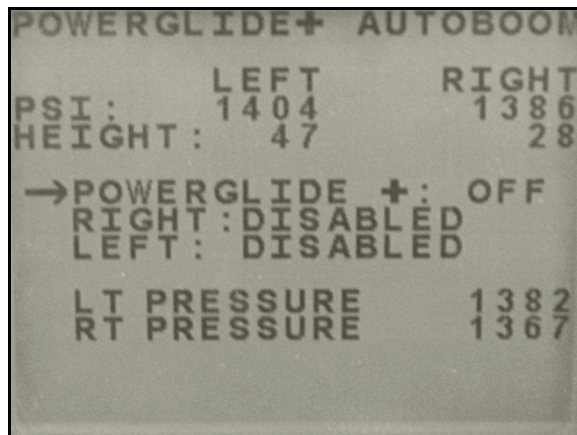 POWERGLIDE+ AUTOBOOM
LEFT RIGHT
PSI: 1404 1386
HEIGHT: 47 28
→POWERGLIDE +: OFF
RIGHT:DISABLED
LEFT: DISABLED
LT PRESSURE 1382
RT PRESSURE 1367